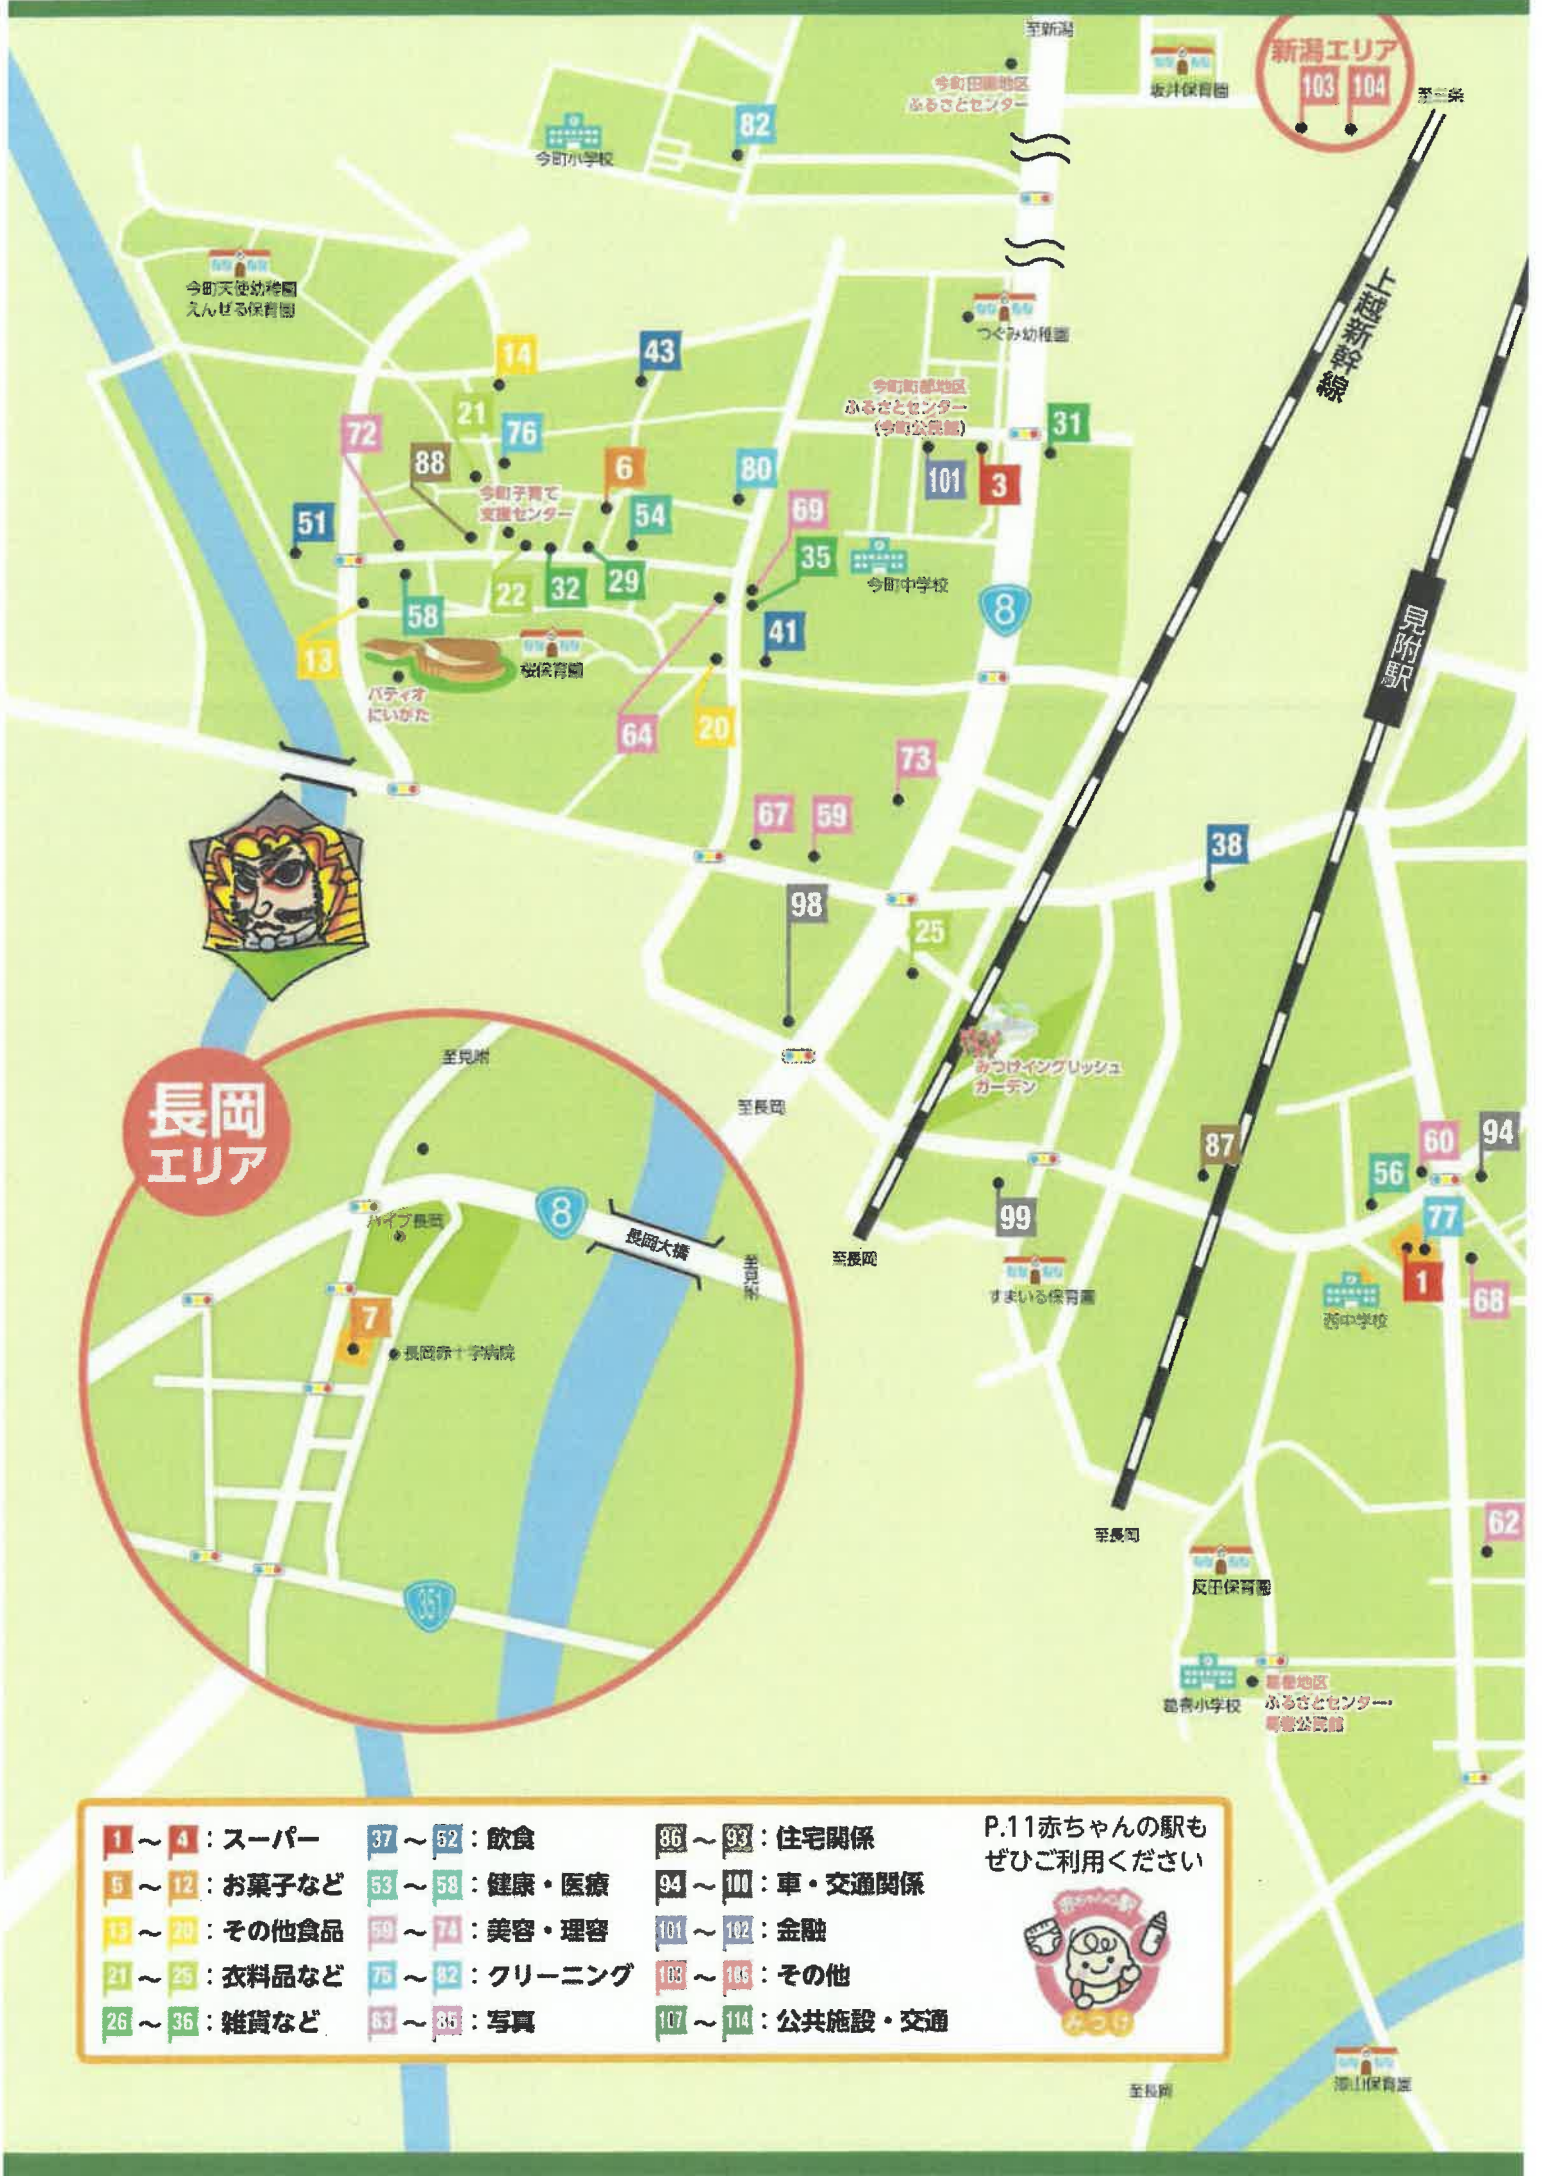 至新潟
新潟エリア
103
104
至三条
坂井保育園
今町田園地区
ふるさとセンター
82
今町小学校
今町天使幼稚園
えんぜる保育園
つぐみ幼稚園
上越新幹線
14
43
21
76
72
88
6
80
今町町部地区
ふるさとセンター
(今町公民館)
31
101
3
今町子育て
支援センター
51
54
69
35
今町中学校
22
32
29
58
8
41
見附駅
13
桜保育園
パティオ
にいがた
64
20
73
67
59
38
98
25
みつけイングリッシュ
ガーデン
至長岡
長岡
エリア
至見附
8
ハイブ長岡
長岡大橋
至見附
7
長岡赤十字病院
351
87
60
94
56
77
99
至長岡
すまいる保育園
1
68
西中学校
至長岡
62
反田保育園
葛巻小学校
葛巻地区
ふるさとセンター・
葛巻公民館
1～4：スーパー
5～12：お菓子など
13～20：その他食品
21～25：衣料品など
26～36：雑貨など
37～52：飲食
53～58：健康・医療
59～74：美容・理容
75～82：クリーニング
83～85：写真
86～93：住宅関係
94～100：車・交通関係
101～102：金融
103～106：その他
107～114：公共施設・交通
P.11赤ちゃんの駅も
ぜひご利用ください
赤ちゃんの駅
みつけ
至長岡